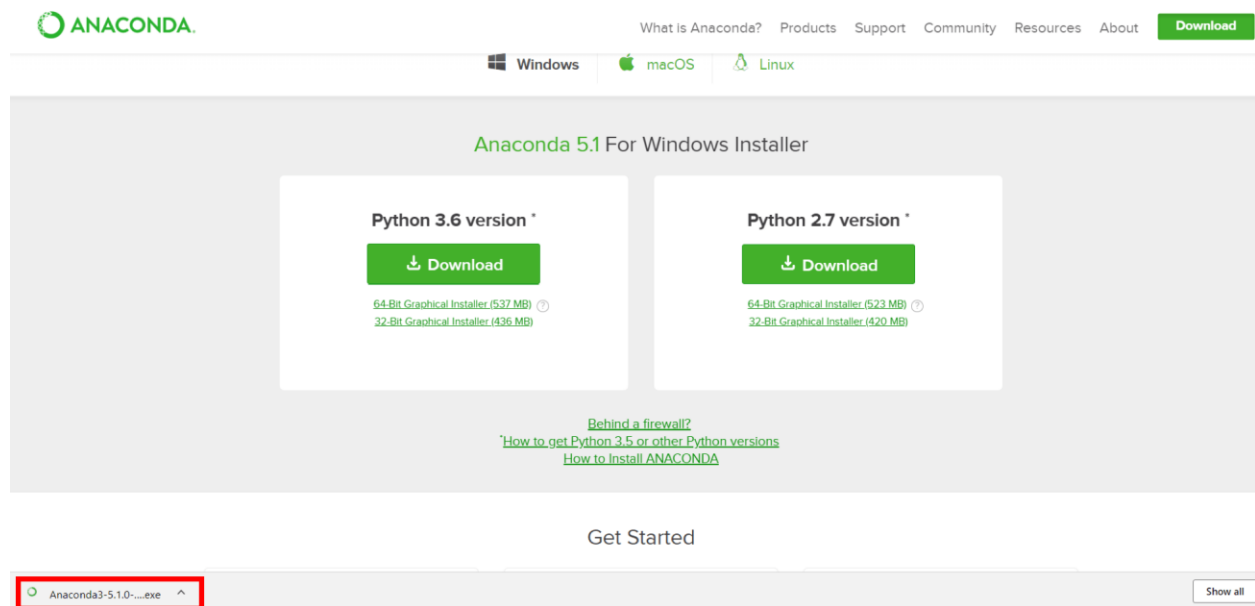 ANACONDA.
What is Anaconda? Products Support Community Resources About Download
Windows macOS Linux
Anaconda 5.1 For Windows Installer
Python 3.6 version *
Download
64-Bit Graphical Installer (537 MB) ?
32-Bit Graphical Installer (436 MB)
Python 2.7 version *
Download
64-Bit Graphical Installer (523 MB) ?
32-Bit Graphical Installer (420 MB)
Behind a firewall?
*How to get Python 3.5 or other Python versions
How to Install ANACONDA
Get Started
Anaconda3-5.1.0-....exe
Show all